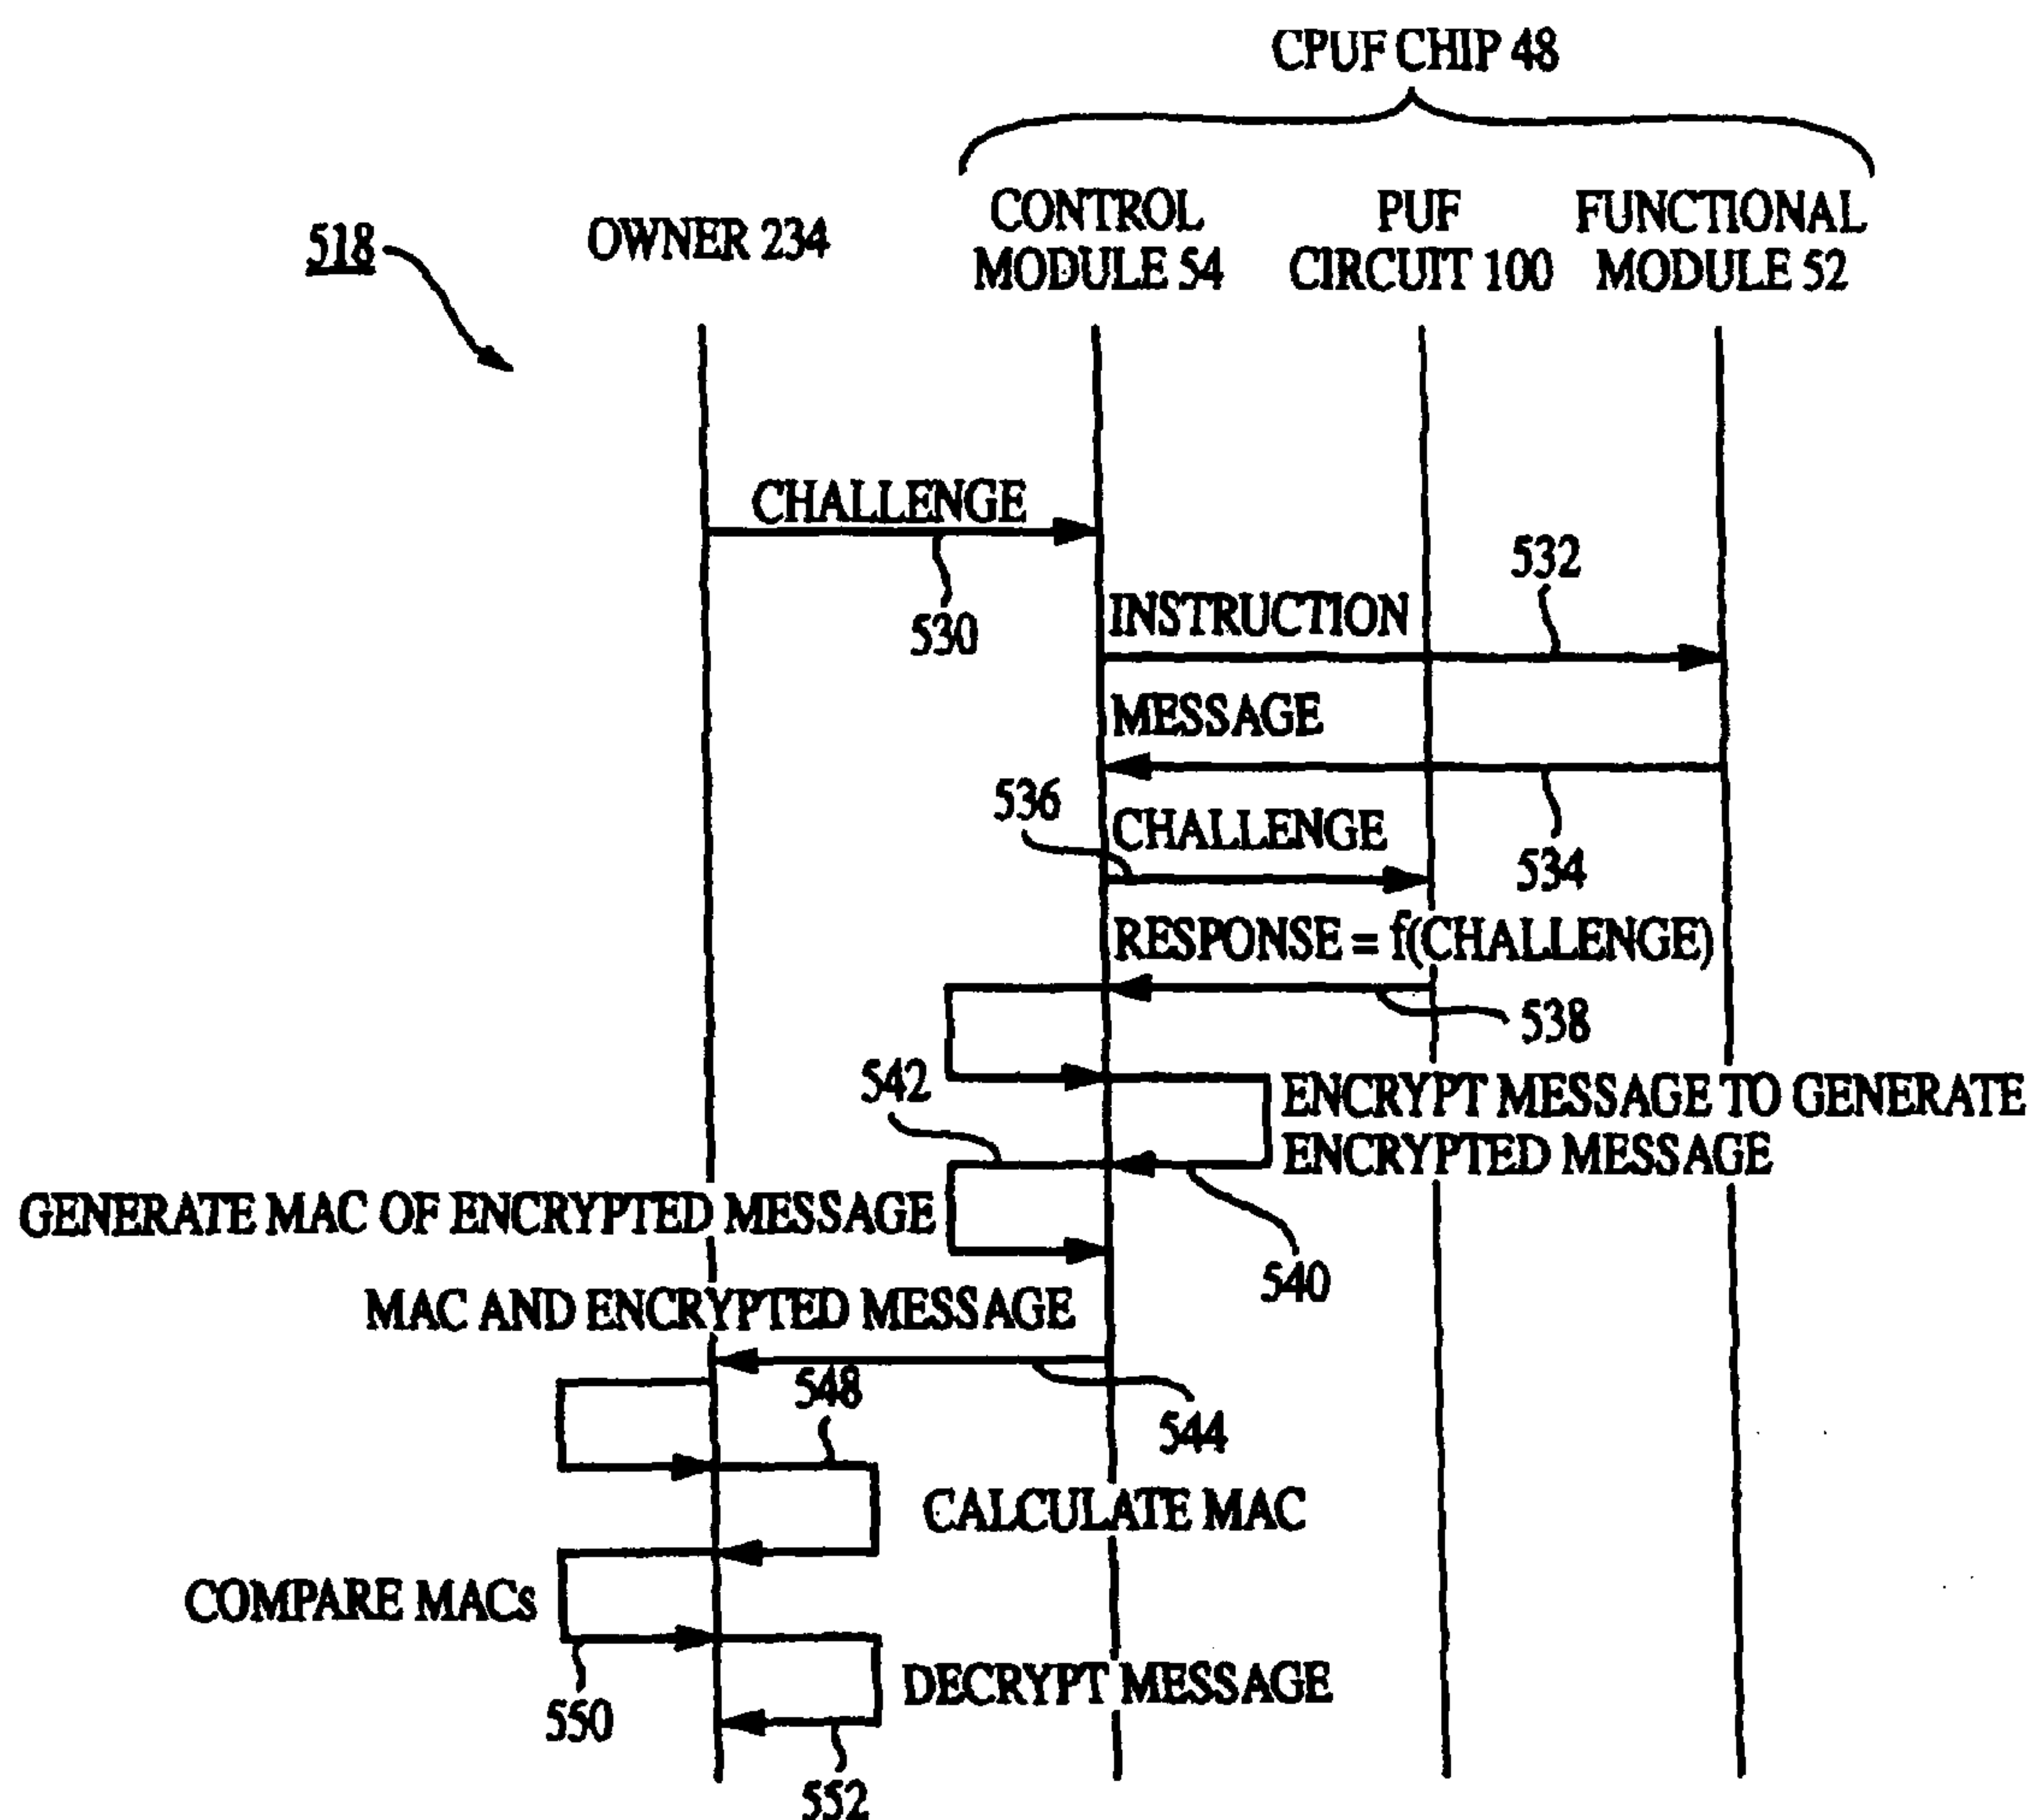 CPUF CHIP 48
518
OWNER 234
CONTROL
MODULE 54
PUF
CIRCUIT 100
FUNCTIONAL
MODULE 52
CHALLENGE
530
532
INSTRUCTION
MESSAGE
534
536
CHALLENGE
RESPONSE = f(CHALLENGE)
538
542
ENCRYPT MESSAGE TO GENERATE
ENCRYPTED MESSAGE
GENERATE MAC OF ENCRYPTED MESSAGE
540
MAC AND ENCRYPTED MESSAGE
548
544
CALCULATE MAC
COMPARE MACs
550
DECRYPT MESSAGE
552